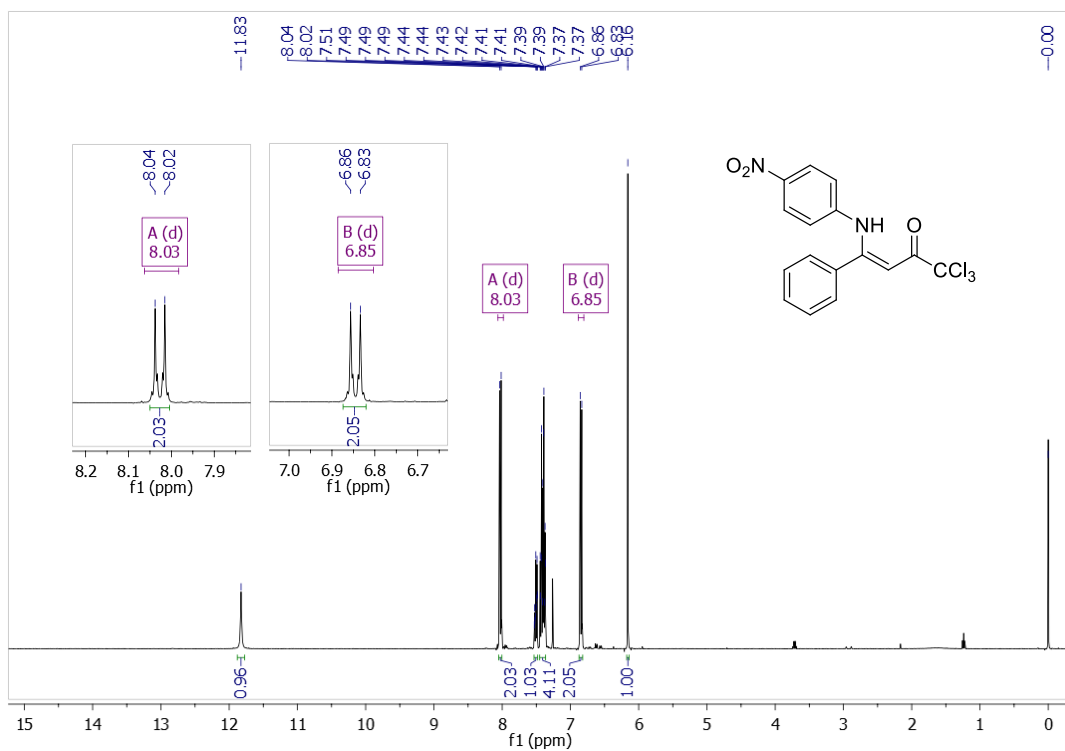 11.83
8.04
8.02
7.51
7.49
7.49
7.49
7.44
7.44
7.43
7.42
7.41
7.41
7.39
7.39
7.37
7.37
6.86
6.83
6.16
0.00
8.04
8.02
A (d)
8.03
2.03
8.2 8.1 8.0 7.9
f1 (ppm)
6.86
6.83
B (d)
6.85
2.05
7.0 6.9 6.8 6.7
f1 (ppm)
O₂N
NH
O
CCl₃
A (d)
8.03
B (d)
6.85
0.96
2.03
1.03
4.11
2.05
1.00
15 14 13 12 11 10 9 8 7 6 5 4 3 2 1 0
f1 (ppm)